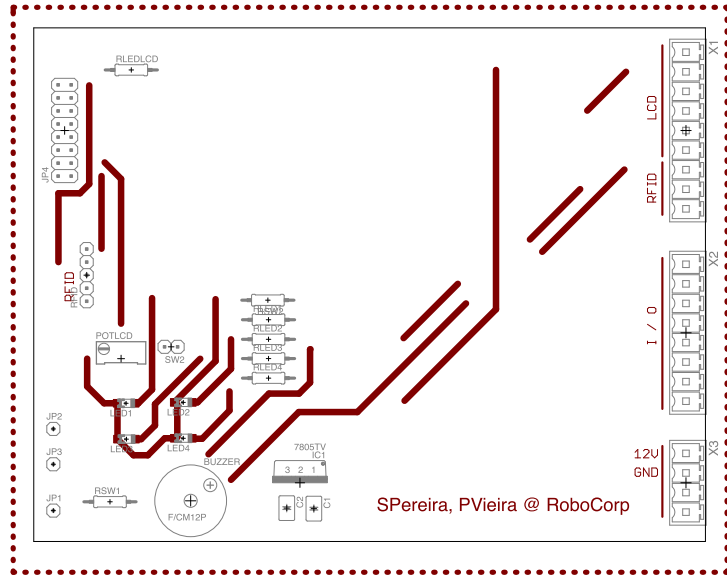 RLEDLCD
X1
LCD
JP4
RFID
X2
RFID
I / O
RLED2
RLED3
RLED4
POTLCD
SW2
LED1
LED2
LED4
JP2
JP3
JP1
RSW1
BUZZER
F/CM12P
7805TV
IC1
3 2 1
C2
C1
X3
12V
GND
SPereira, PVieira @ RoboCorp